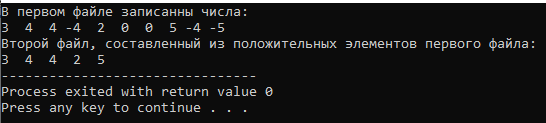 В первом файле записанны числа:
3  4  4 -4  2  0  0  5 -4 -5
Второй файл, составленный из положительных элементов первого файла:
3  4  4  2  5
--------------------------------
Process exited with return value 0
Press any key to continue . . .